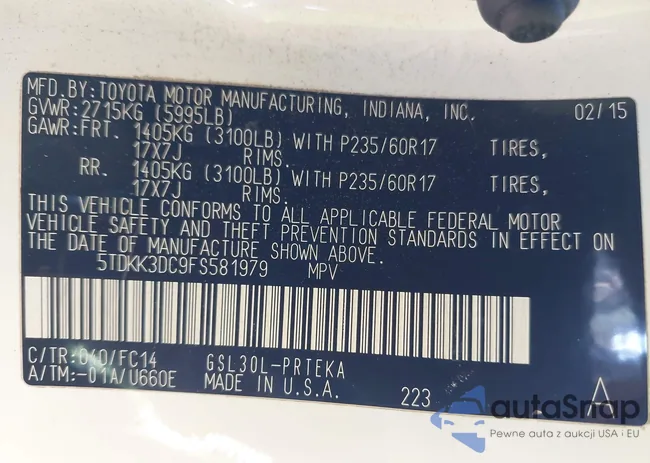 MFD.BY:TOYOTA MOTOR MANUFACTURING, INDIANA, INC. 02/15
GVWR:2715KG (5995LB)
GAWR:FRT. 1405KG (3100LB) WITH P235/60R17 TIRES,
17X7J RIMS.
RR. 1405KG (3100LB) WITH P235/60R17 TIRES,
17X7J RIMS.
THIS VEHICLE CONFORMS TO ALL APPLICABLE FEDERAL MOTOR
VEHICLE SAFETY AND THEFT PREVENTION STANDARDS IN EFFECT ON
THE DATE OF MANUFACTURE SHOWN ABOVE.
5TDKK3DC9FS581979 MPV
C/TR:040/FC14 GSL30L-PRTEKA
A/TM:-01A/U660E MADE IN U.S.A. 223 A
autoSnap
Pewne auta z aukcji USA i EU